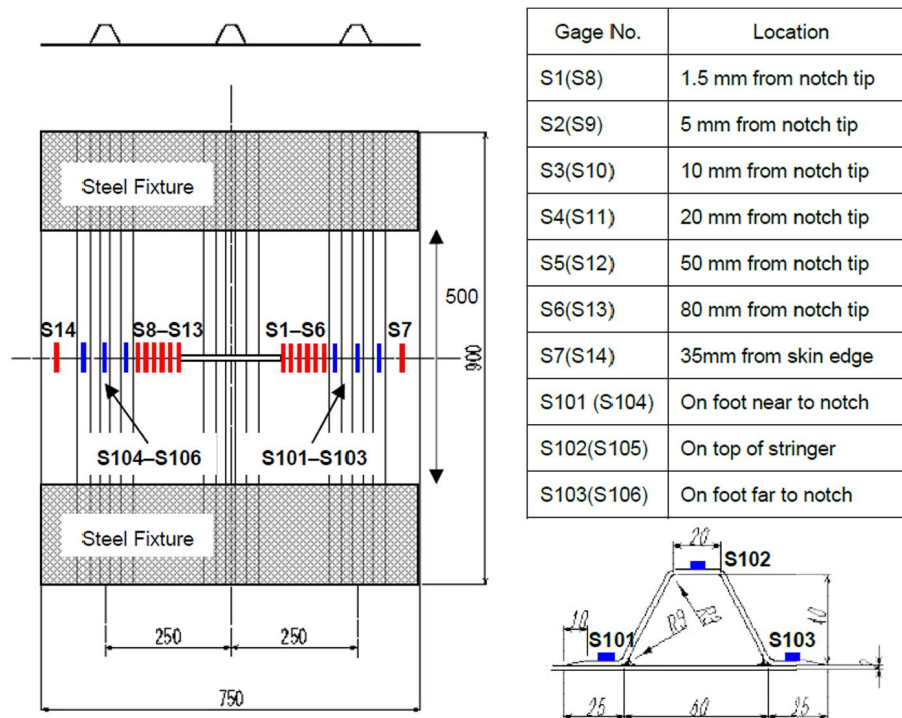 Steel Fixture
500
900
S14
S8–S13
S1–S6
S7
S104–S106
S101–S103
Steel Fixture
250
250
750
Gage No. Location
S1(S8) 1.5 mm from notch tip
S2(S9) 5 mm from notch tip
S3(S10) 10 mm from notch tip
S4(S11) 20 mm from notch tip
S5(S12) 50 mm from notch tip
S6(S13) 80 mm from notch tip
S7(S14) 35mm from skin edge
S101 (S104) On foot near to notch
S102(S105) On top of stringer
S103(S106) On foot far to notch
20
S102
10
S101
R9
R3
S103
40
25
60
25